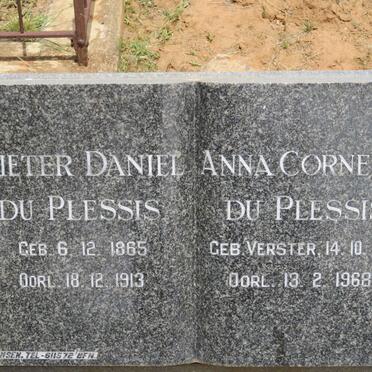 IETER DANIEL
DU PLESSIS
GEB. 6. 12. 1865
OORL. 18. 12. 1913
ANNA CORNE
DU PLESSIS
GEB. VERSTER, 14. 10.
OORL. 13. 2. 1968